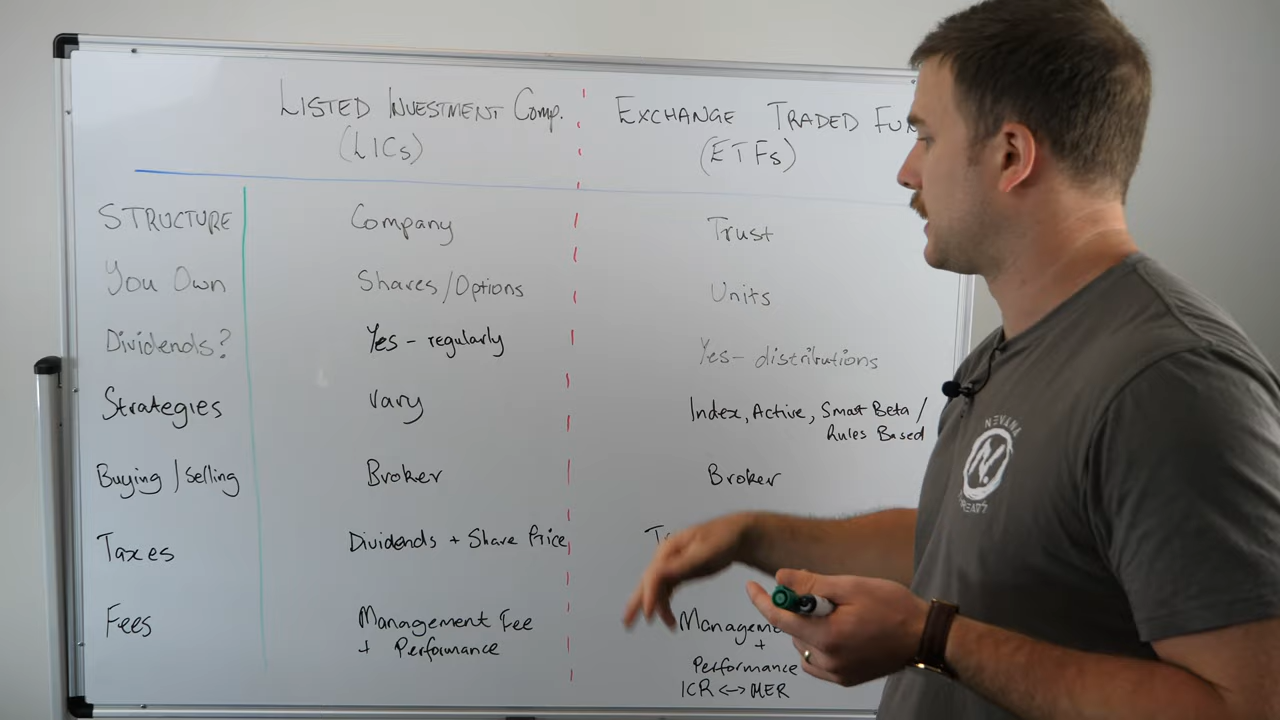 LISTED INVESTMENT Comp.
(LICs)
EXCHANGE TRADED
(ETFs)
STRUCTURE
Company
Trust
You Own
Shares/Options
Units
Dividends?
Yes - regularly
Yes - distributions
Strategies
Vary
Index, Active, Smart Beta /
Rules Based
Buying / Selling
Broker
Broker
Taxes
Dividends + Share Price
Fees
Management Fee
+ Performance
+
Performance
ICR <-> MER
N.